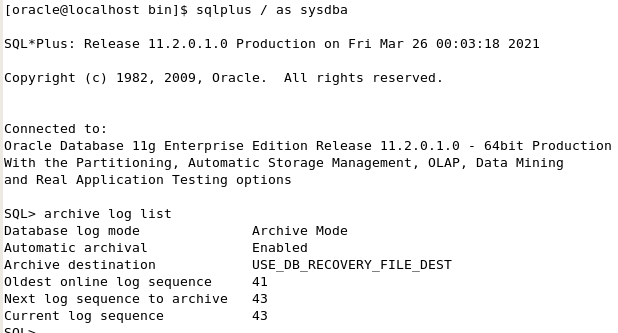 [oracle@localhost bin]$ sqlplus / as sysdba
SQL*Plus: Release 11.2.0.1.0 Production on Fri Mar 26 00:03:18 2021
Copyright (c) 1982, 2009, Oracle.  All rights reserved.
Connected to:
Oracle Database 11g Enterprise Edition Release 11.2.0.1.0 - 64bit Production
With the Partitioning, Automatic Storage Management, OLAP, Data Mining
and Real Application Testing options
SQL> archive log list
Database log mode              Archive Mode
Automatic archival             Enabled
Archive destination            USE_DB_RECOVERY_FILE_DEST
Oldest online log sequence     41
Next log sequence to archive   43
Current log sequence           43
SQL>